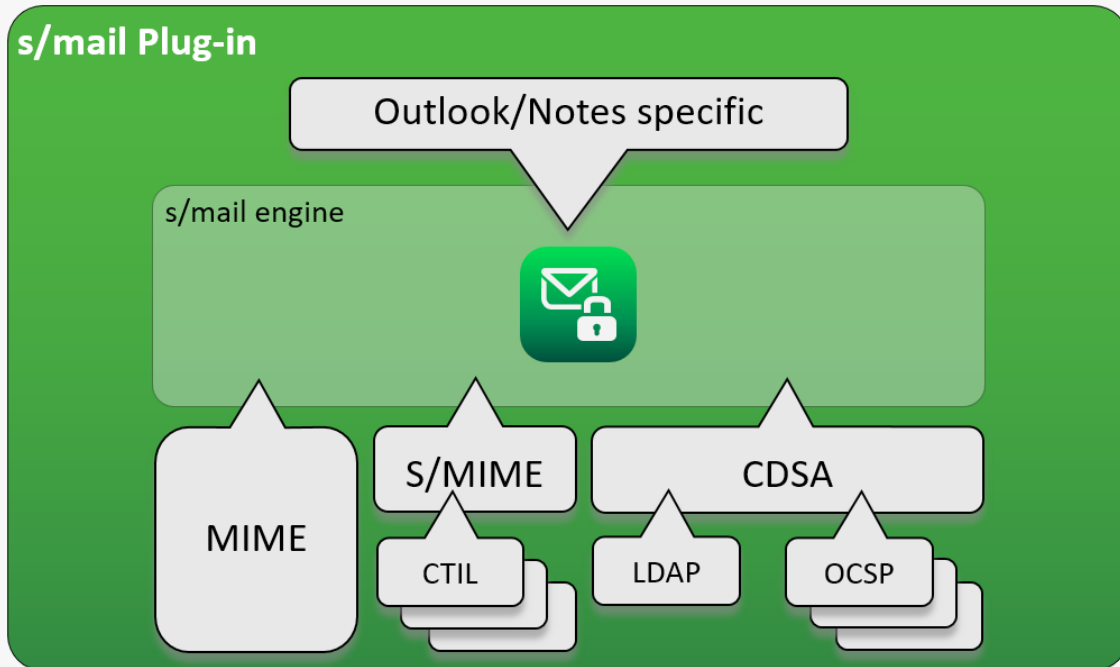 s/mail Plug-in
Outlook/Notes specific
s/mail engine
S/MIME
CDSA
MIME
CTIL
LDAP
OCSP